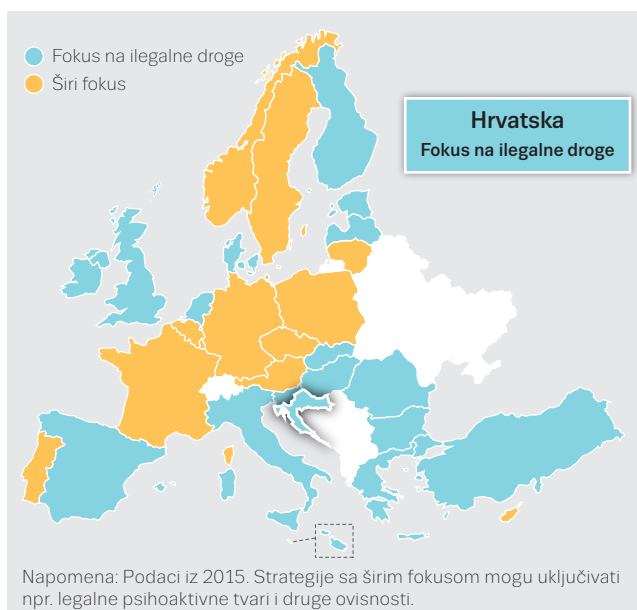 Fokus na ilegalne droge
Širi fokus
Hrvatska
Fokus na ilegalne droge
Napomena: Podaci iz 2015. Strategije sa širim fokusom mogu uključivati
npr. legalne psihoaktivne tvari i druge ovisnosti.